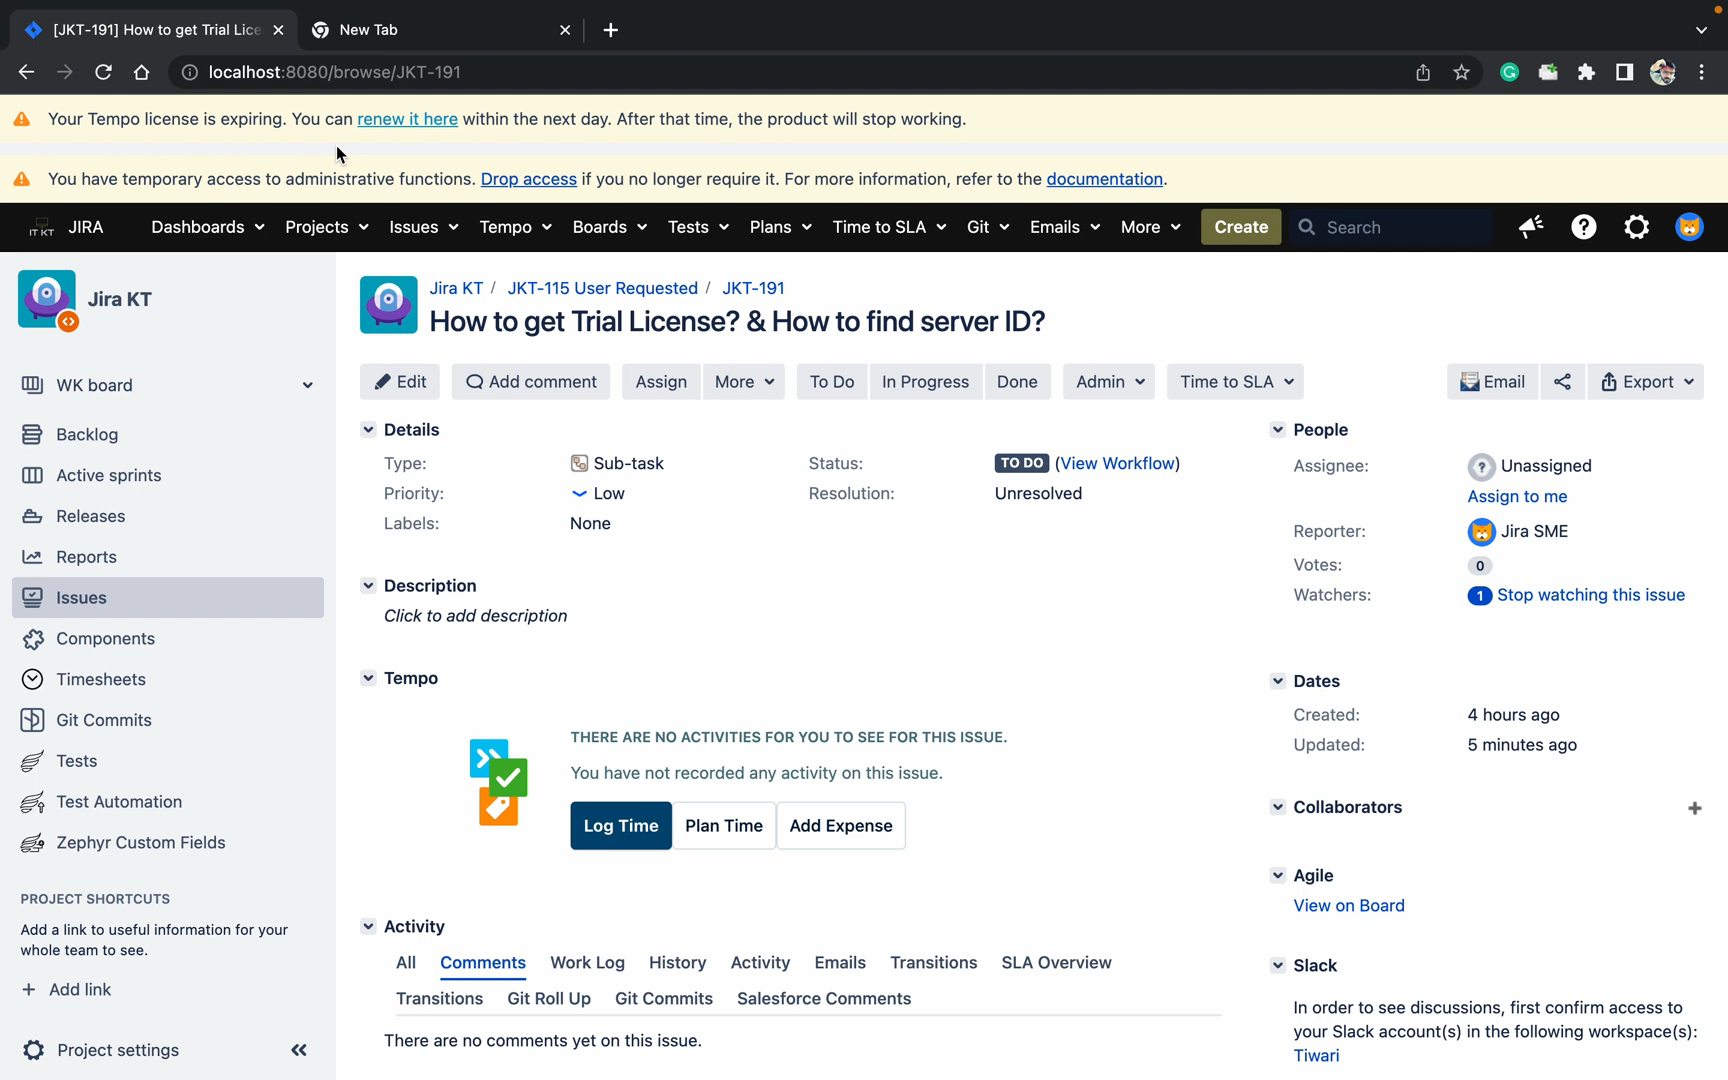 [JKT-191] How to get Trial Lice
New Tab
localhost:8080/browse/JKT-191
Your Tempo license is expiring. You can renew it here within the next day. After that time, the product will stop working.
You have temporary access to administrative functions. Drop access if you no longer require it. For more information, refer to the documentation.
IT KT JIRA Dashboards Projects Issues Tempo Boards Tests Plans Time to SLA Git Emails More Create Search
Jira KT
Jira KT / JKT-115 User Requested / JKT-191
How to get Trial License? & How to find server ID?
Edit Add comment Assign More To Do In Progress Done Admin Time to SLA Email Export
WK board
Backlog
Active sprints
Releases
Reports
Issues
Components
Timesheets
Git Commits
Tests
Test Automation
Zephyr Custom Fields
PROJECT SHORTCUTS
Add a link to useful information for your
whole team to see.
+ Add link
Project settings
Details
Type: Sub-task Status: TO DO (View Workflow)
Priority: Low Resolution: Unresolved
Labels: None
Description
Click to add description
Tempo
THERE ARE NO ACTIVITIES FOR YOU TO SEE FOR THIS ISSUE.
You have not recorded any activity on this issue.
Log Time Plan Time Add Expense
Activity
All Comments Work Log History Activity Emails Transitions SLA Overview
Transitions Git Roll Up Git Commits Salesforce Comments
There are no comments yet on this issue.
People
Assignee: Unassigned
Assign to me
Reporter: Jira SME
Votes: 0
Watchers: 1 Stop watching this issue
Dates
Created: 4 hours ago
Updated: 5 minutes ago
Collaborators
Agile
View on Board
Slack
In order to see discussions, first confirm access to
your Slack account(s) in the following workspace(s):
Tiwari